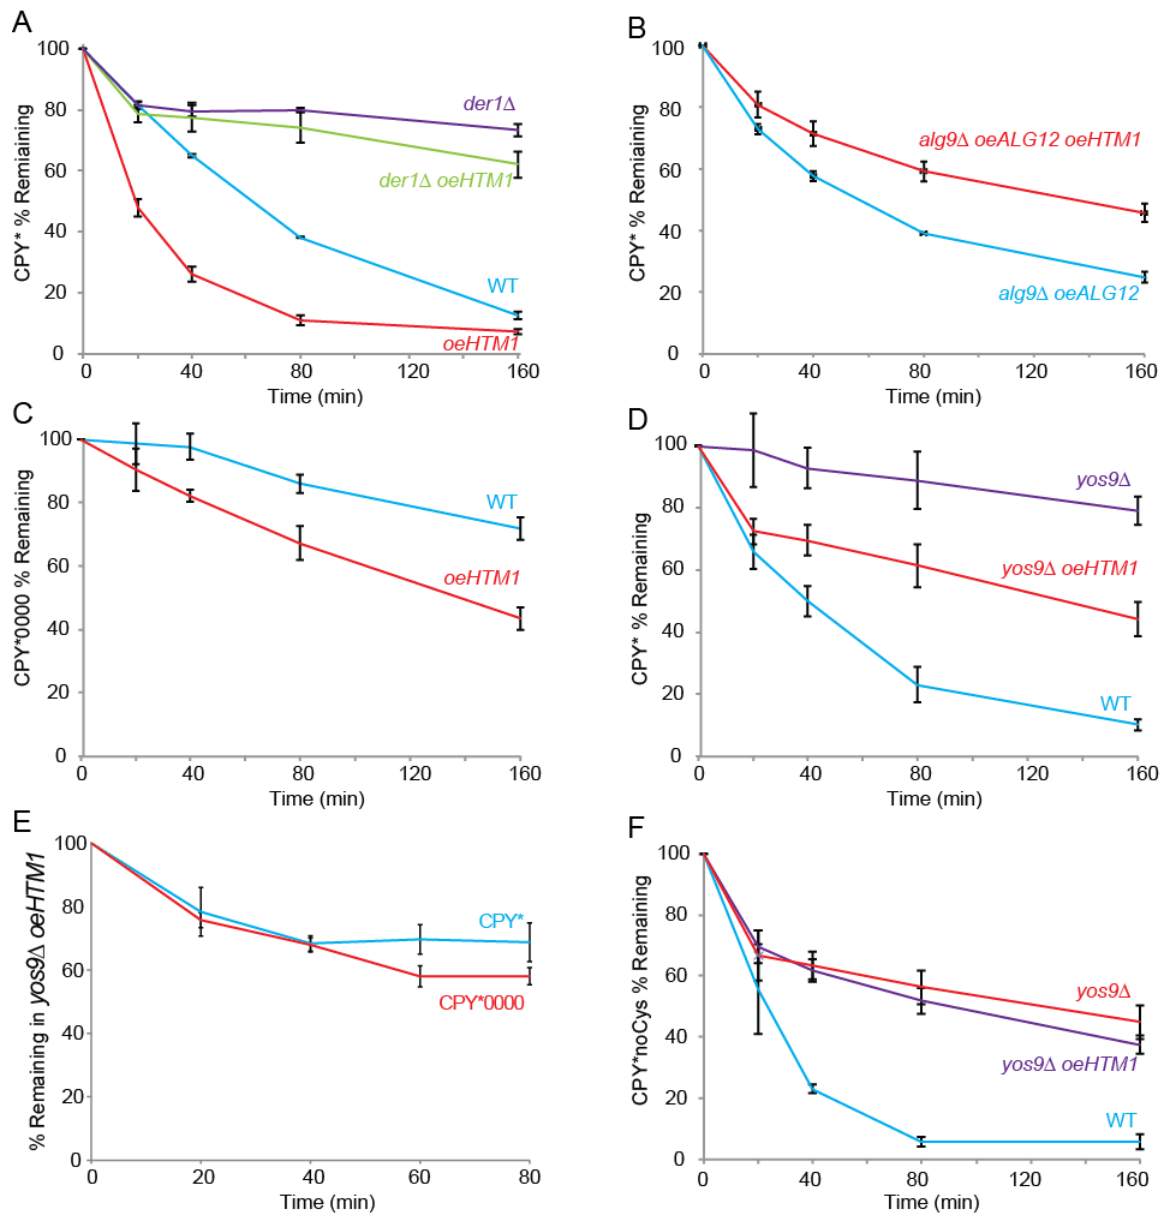 A
CPY* % Remiaining
100
80
60
40
20
0
der1Δ
der1Δ oeHTM1
WT
oeHTM1
0 40 80 120 160
Time (min)
B
CPY* % Remaining
100
80
60
40
20
0
alg9Δ oeALG12 oeHTM1
alg9Δ oeALG12
0 40 80 120 160
Time (min)
C
CPY*0000 % Remaining
100
80
60
40
20
0
WT
oeHTM1
0 40 80 120 160
Time (min)
D
CPY* % Remaining
100
80
60
40
20
0
yos9Δ
yos9Δ oeHTM1
WT
0 40 80 120 160
Time (min)
E
% Remaining in yos9Δ oeHTM1
100
80
60
40
20
0
CPY*
CPY*0000
0 20 40 60 80
Time (min)
F
CPY*noCys % Remaining
100
80
60
40
20
0
yos9Δ
yos9Δ oeHTM1
WT
0 40 80 120 160
Time (min)